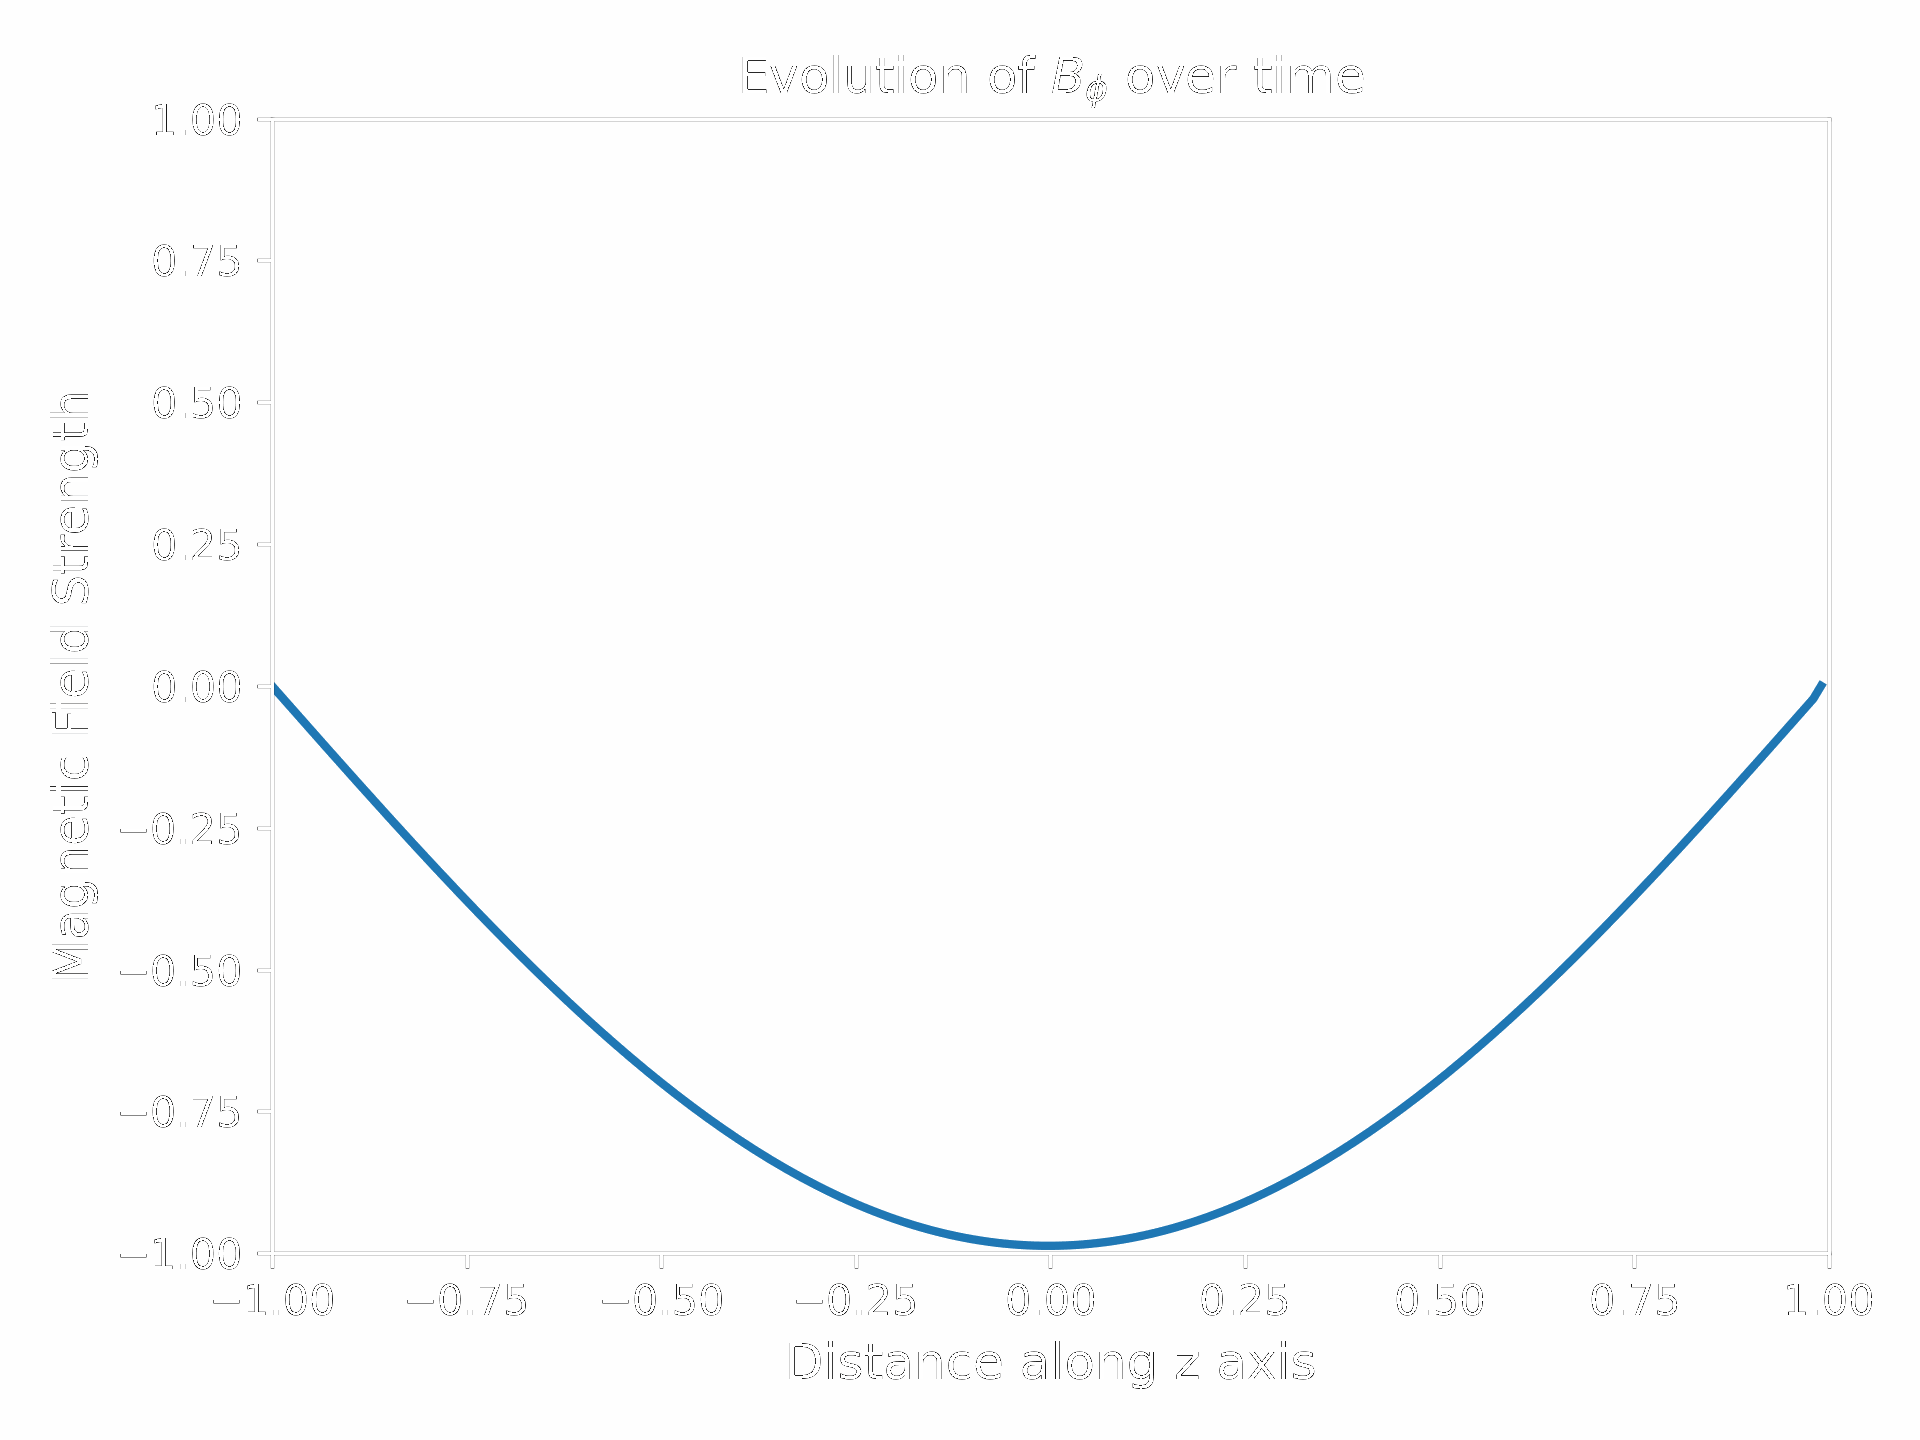 Evolution of B_ϕ over time
1.00
0.75
0.50
0.25
0.00
−0.25
−0.50
−0.75
−1.00
Magnetic Field Strength
−1.00 −0.75 −0.50 −0.25 0.00 0.25 0.50 0.75 1.00
Distance along z axis